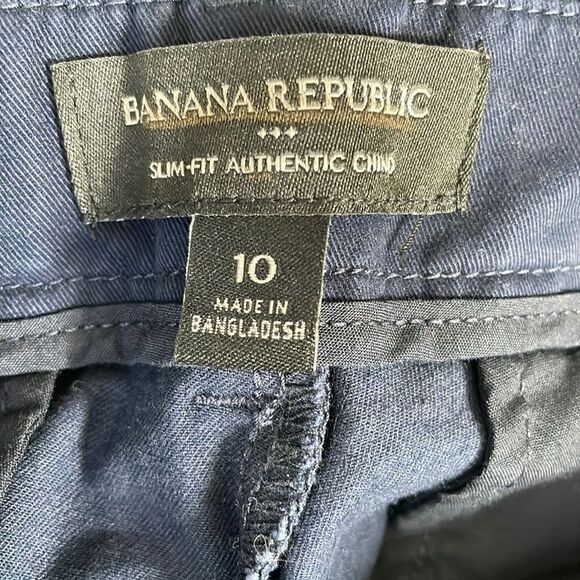 BANANA REPUBLIC
SLIM-FIT AUTHENTIC CHINO
10
MADE IN
BANGLADESH